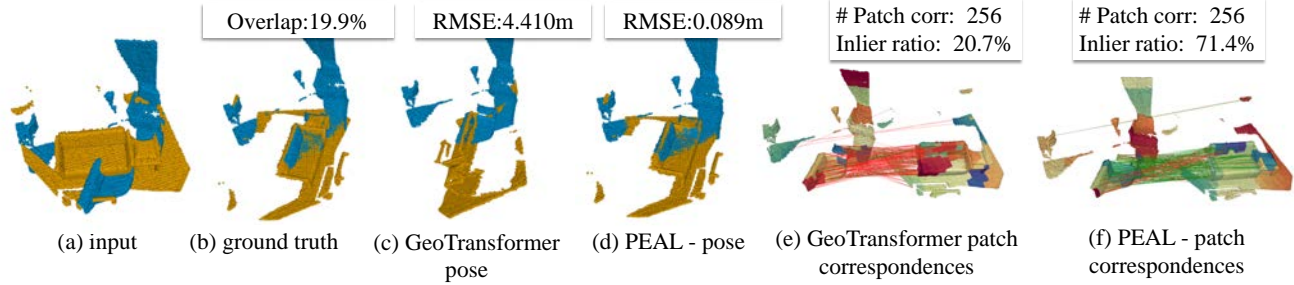 Overlap:19.9%
RMSE:4.410m
RMSE:0.089m
# Patch corr: 256
Inlier ratio: 20.7%
# Patch corr: 256
Inlier ratio: 71.4%
(a) input
(b) ground truth
(c) GeoTransformer
pose
(d) PEAL - pose
(e) GeoTransformer patch
correspondences
(f) PEAL - patch
correspondences